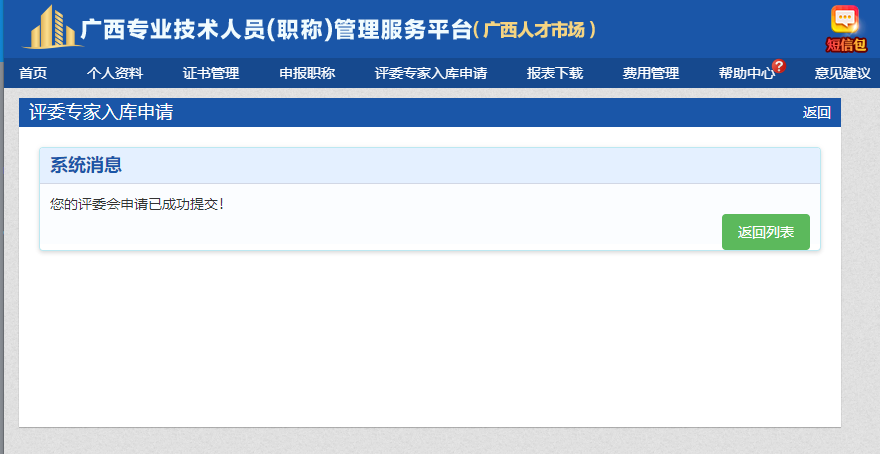 广西专业技术人员(职称)管理服务平台(广西人才市场)
短信包
首页 个人资料 证书管理 申报职称 评委专家入库申请 报表下载 费用管理 帮助中心? 意见建议
评委专家入库申请 返回
系统消息
您的评委会申请已成功提交!
返回列表